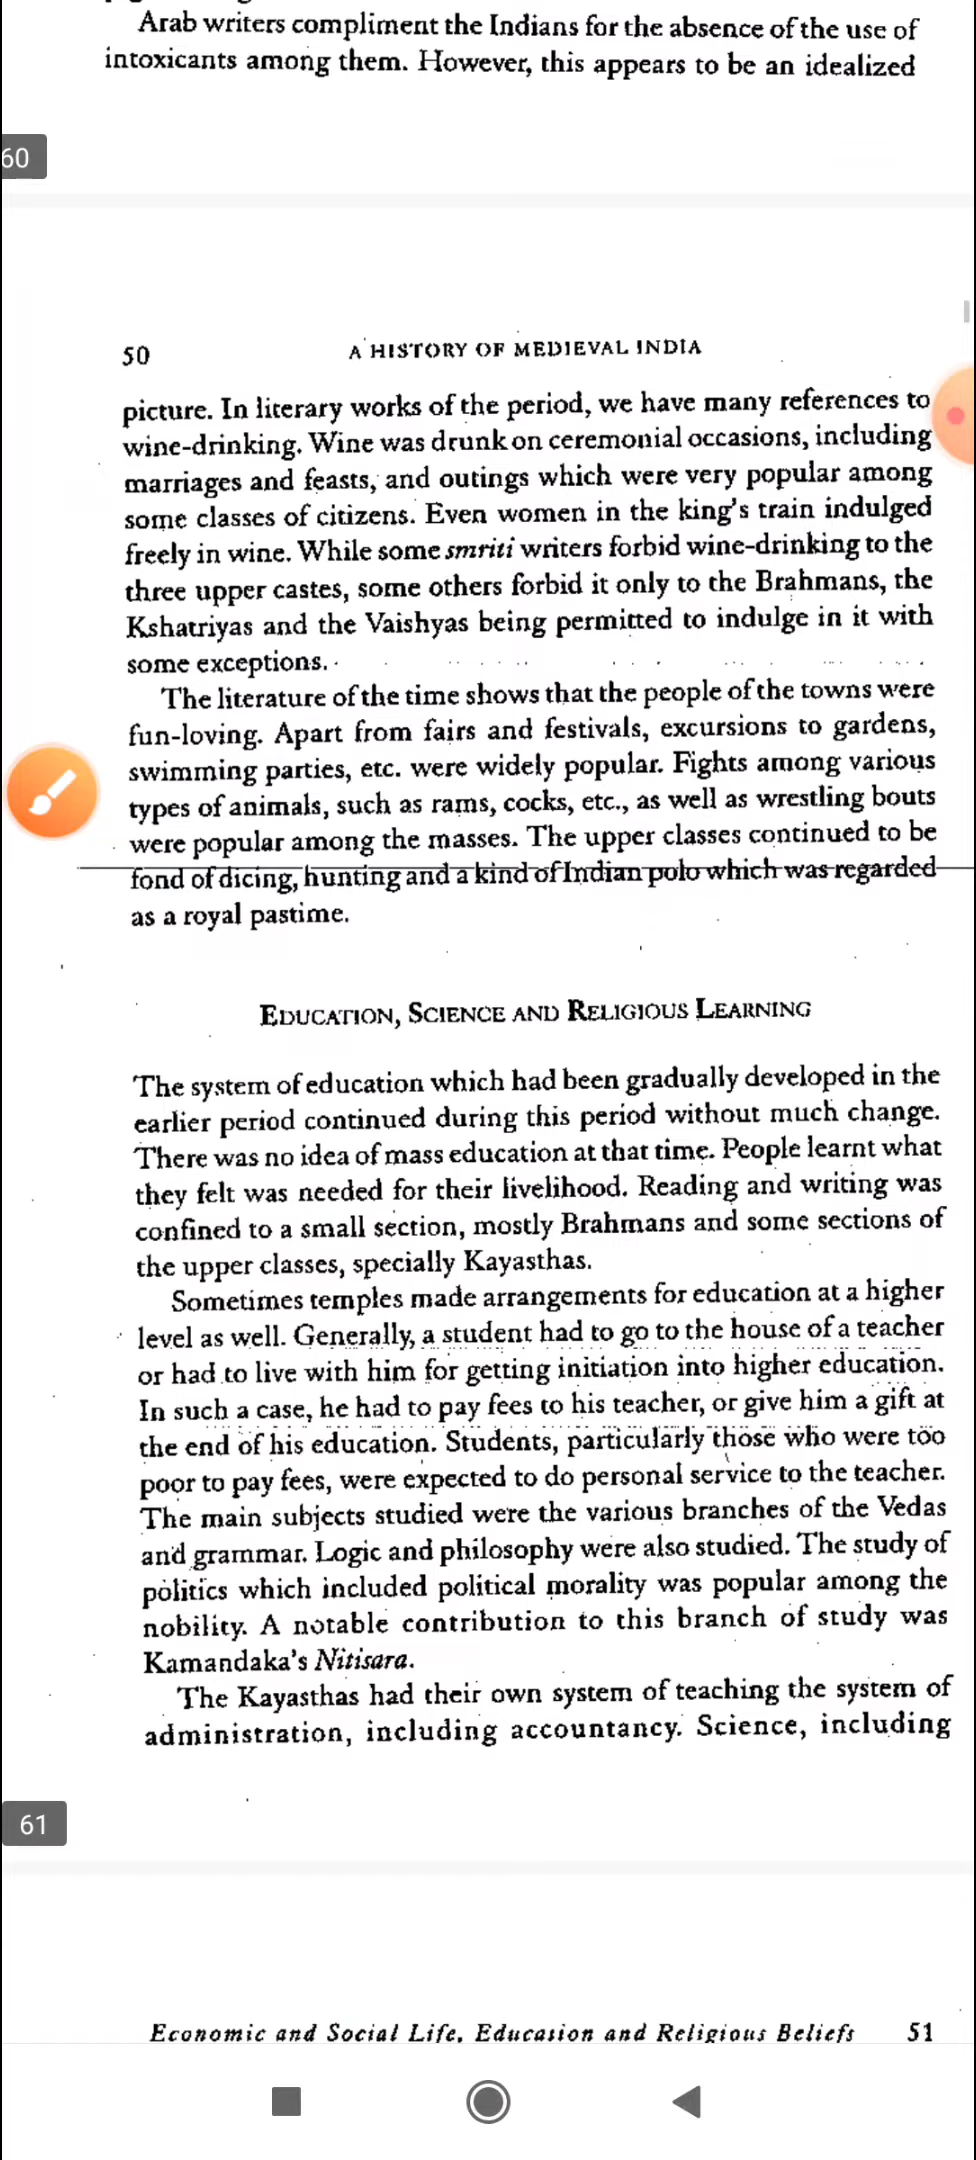 Arab writers compliment the Indians for the absence of the use of
intoxicants among them. However, this appears to be an idealized
60
50 A HISTORY OF MEDIEVAL INDIA
picture. In literary works of the period, we have many references to
wine-drinking. Wine was drunk on ceremonial occasions, including
marriages and feasts, and outings which were very popular among
some classes of citizens. Even women in the king's train indulged
freely in wine. While some smriti writers forbid wine-drinking to the
three upper castes, some others forbid it only to the Brahmans, the
Kshatriyas and the Vaishyas being permitted to indulge in it with
some exceptions.
The literature of the time shows that the people of the towns were
fun-loving. Apart from fairs and festivals, excursions to gardens,
swimming parties, etc. were widely popular. Fights among various
types of animals, such as rams, cocks, etc., as well as wrestling bouts
were popular among the masses. The upper classes continued to be
fond of dicing, hunting and a kind of Indian polo which was regarded
as a royal pastime.
EDUCATION, SCIENCE AND RELIGIOUS LEARNING
The system of education which had been gradually developed in the
earlier period continued during this period without much change.
There was no idea of mass education at that time. People learnt what
they felt was needed for their livelihood. Reading and writing was
confined to a small section, mostly Brahmans and some sections of
the upper classes, specially Kayasthas.
Sometimes temples made arrangements for education at a higher
level as well. Generally, a student had to go to the house of a teacher
or had to live with him for getting initiation into higher education.
In such a case, he had to pay fees to his teacher, or give him a gift at
the end of his education. Students, particularly those who were too
poor to pay fees, were expected to do personal service to the teacher.
The main subjects studied were the various branches of the Vedas
and grammar. Logic and philosophy were also studied. The study of
politics which included political morality was popular among the
nobility. A notable contribution to this branch of study was
Kamandaka's Nitisara.
The Kayasthas had their own system of teaching the system of
administration, including accountancy. Science, including
61
Economic and Social Life, Education and Religious Beliefs 51